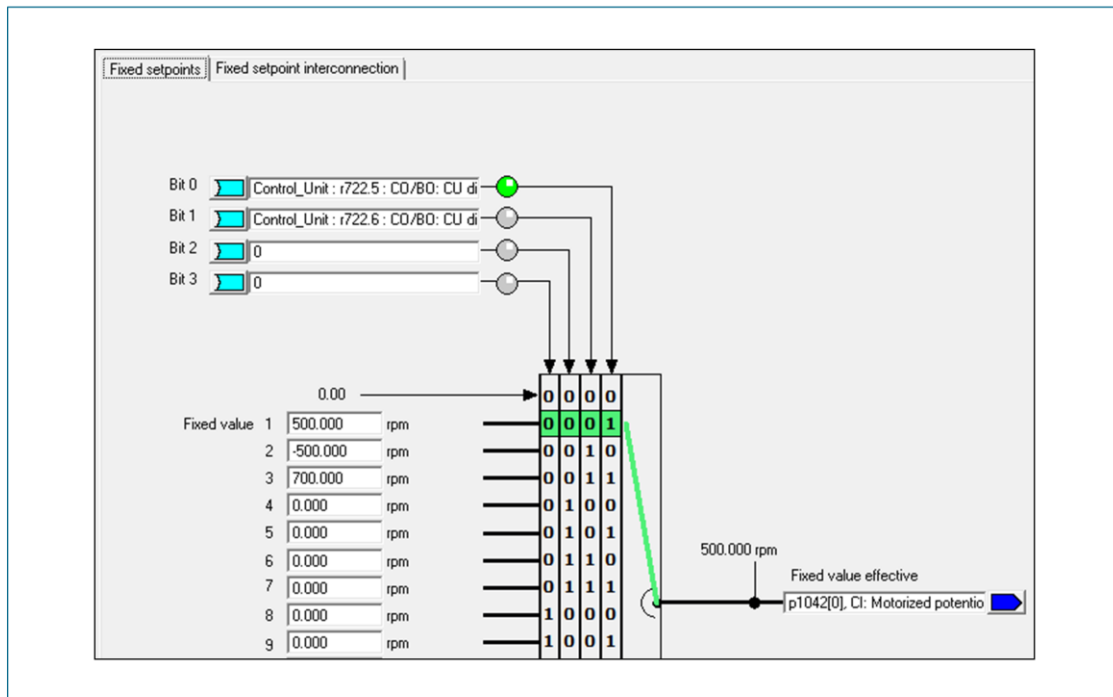 Fixed setpoints Fixed setpoint interconnection
Bit 0 Control_Unit : r722.5 : CO/BO: CU di
Bit 1 Control_Unit : r722.6 : CO/BO: CU di
Bit 2 0
Bit 3 0
0.00 0 0 0 0
Fixed value 1 500.000 rpm 0 0 0 1
2 -500.000 rpm 0 0 1 0
3 700.000 rpm 0 0 1 1
4 0.000 rpm 0 1 0 0
5 0.000 rpm 0 1 0 1
6 0.000 rpm 0 1 1 0
500.000 rpm
7 0.000 rpm 0 1 1 1
Fixed value effective
p1042[0], CI: Motorized potentio
8 0.000 rpm 1 0 0 0
9 0.000 rpm 1 0 0 1